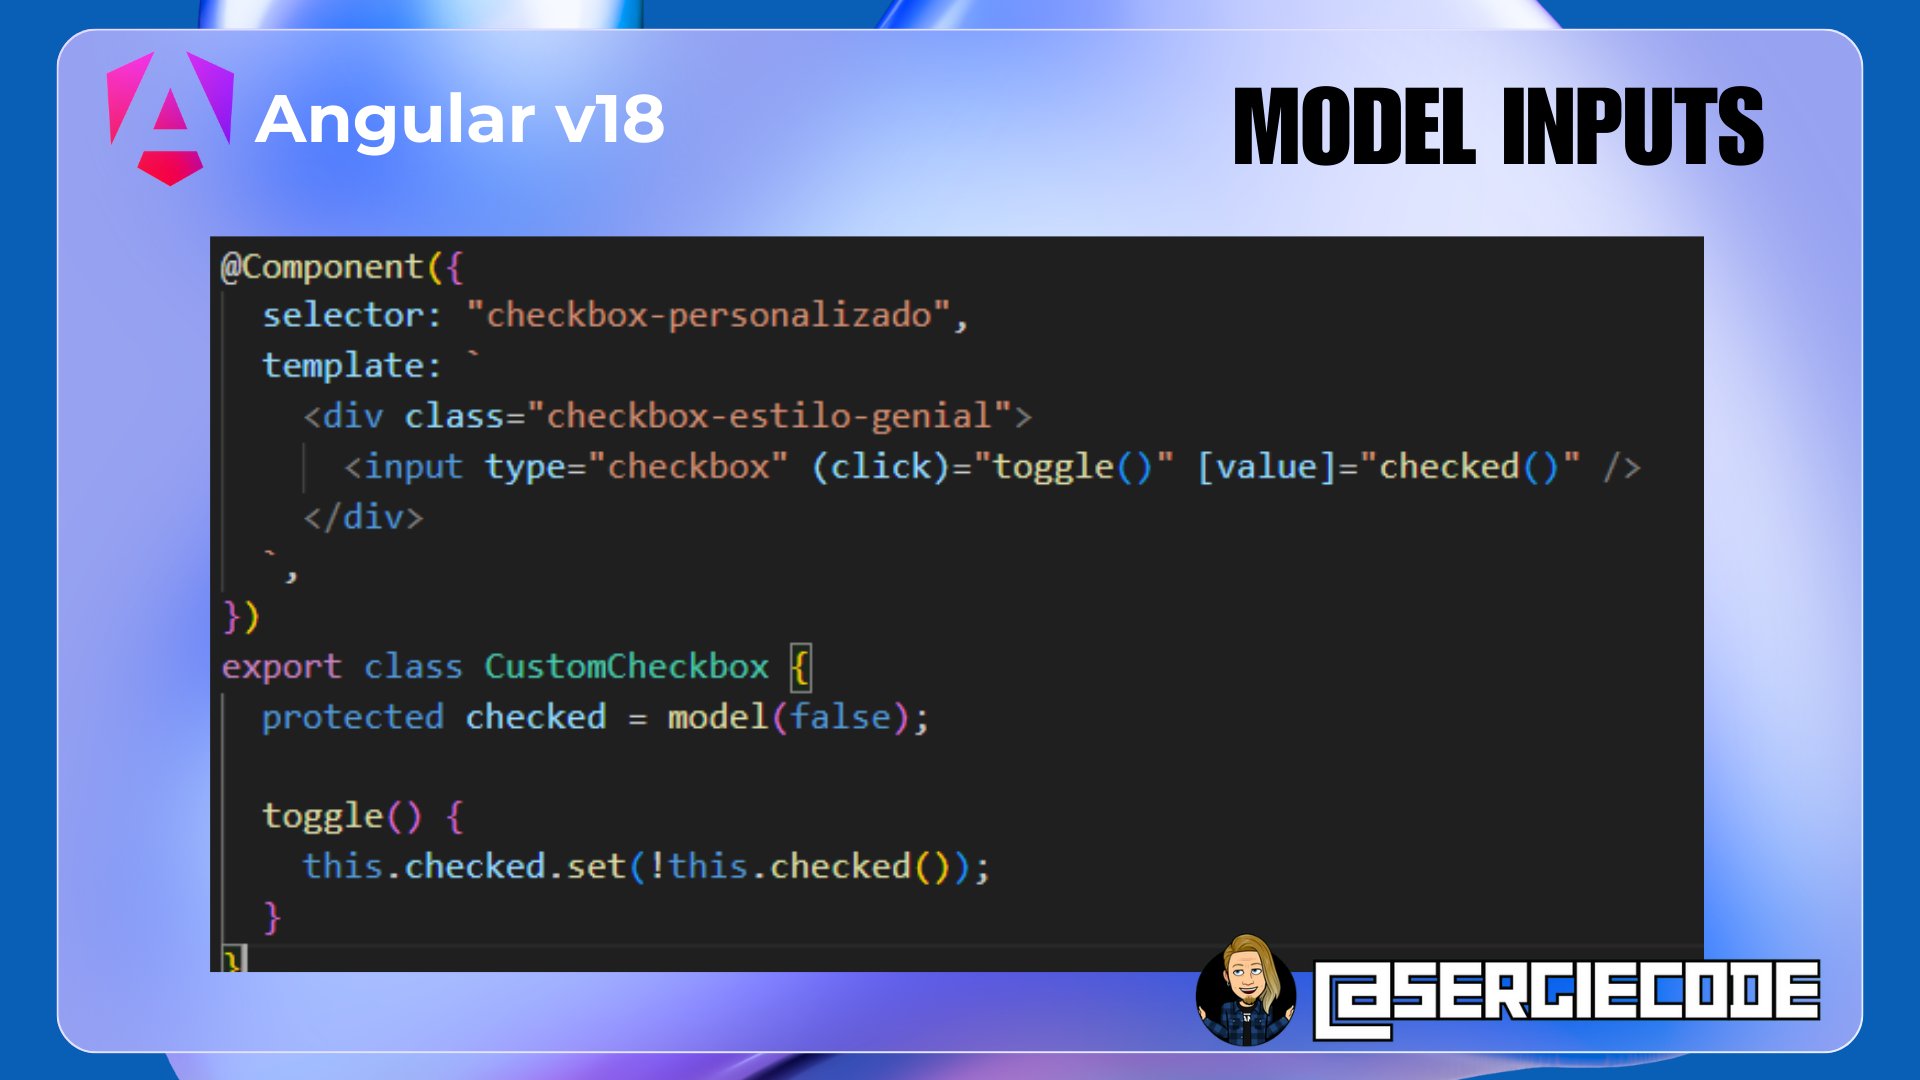 Angular v18
MODEL INPUTS
@Component({
  selector: "checkbox-personalizado",
  template: `
    <div class="checkbox-estilo-genial">
      <input type="checkbox" (click)="toggle()" [value]="checked()" />
    </div>
  `,
})
export class CustomCheckbox {
  protected checked = model(false);

  toggle() {
    this.checked.set(!this.checked());
  }
}
@SERGIECODE